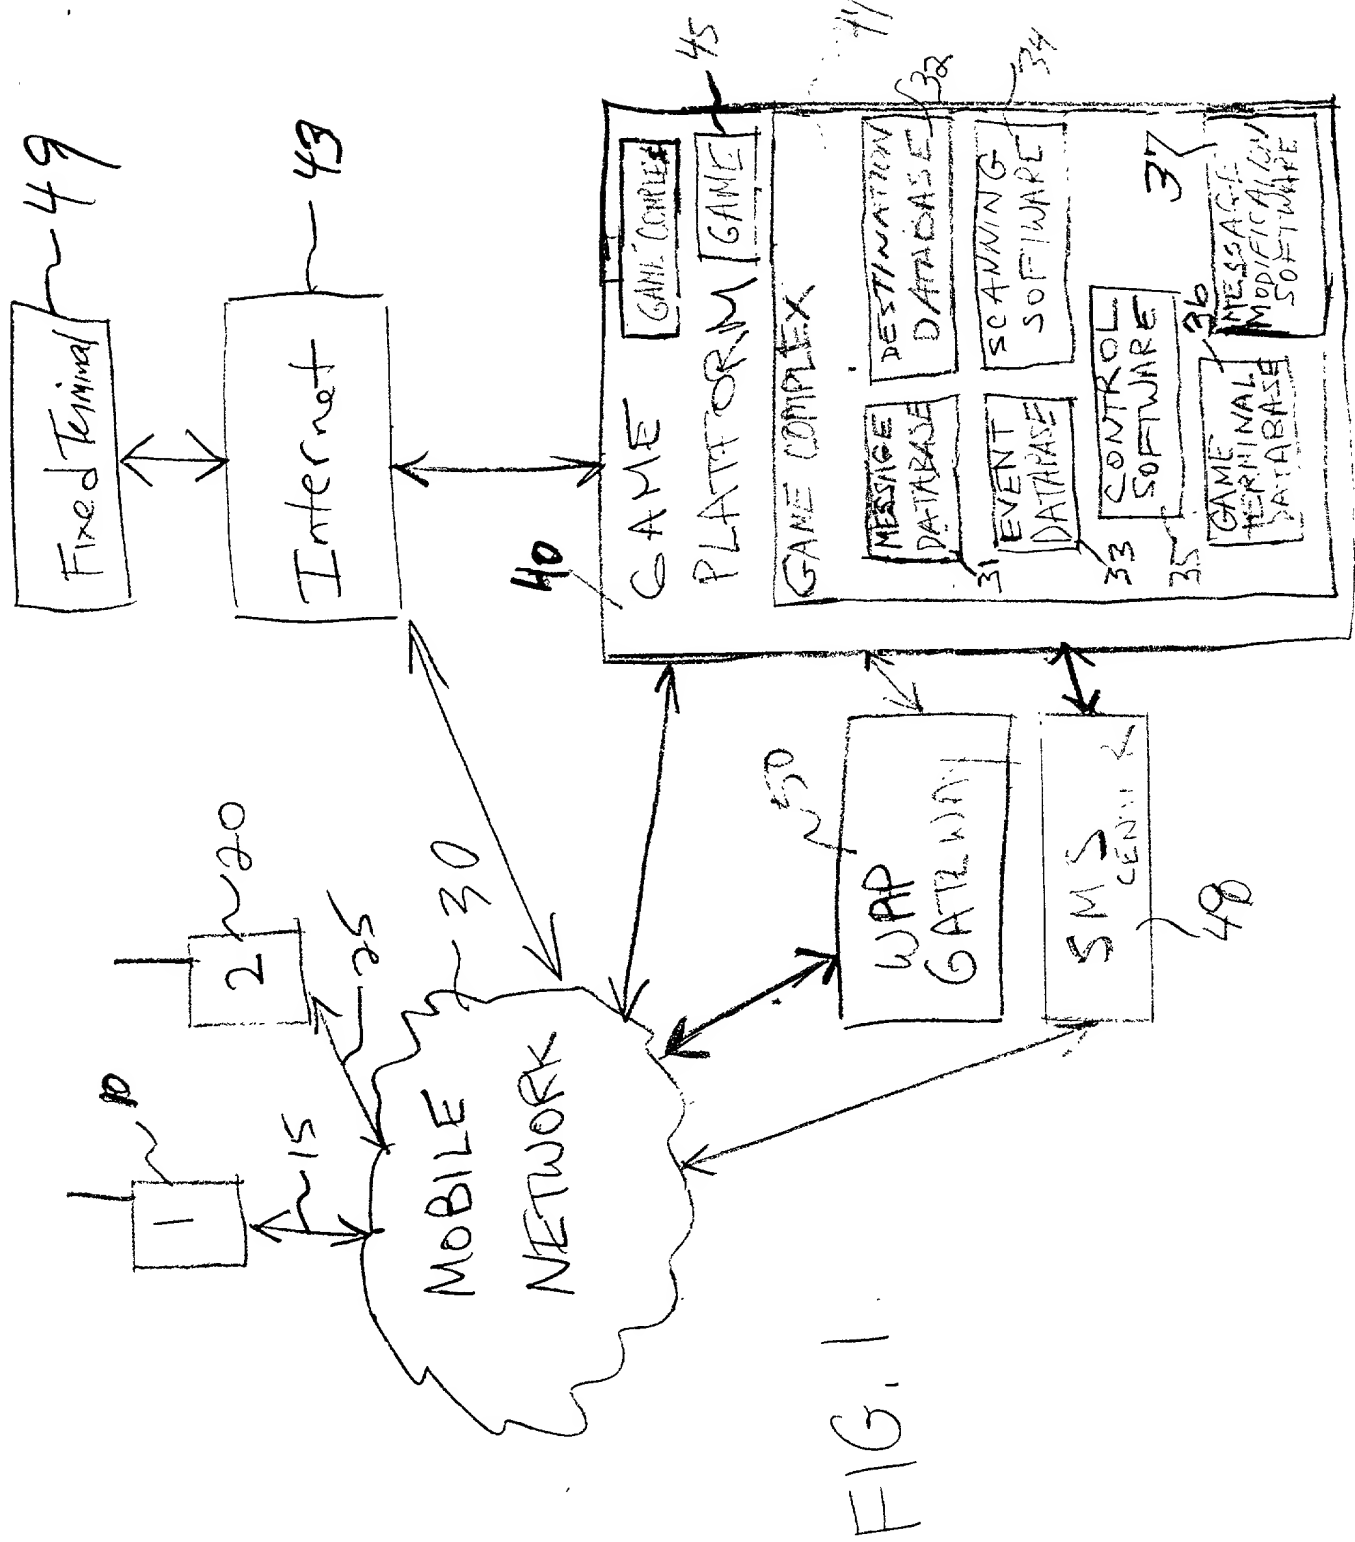 Fixed Terminal
49
Internet
43
2
20
25
1
10
15
30
MOBILE
NETWORK
40
GAME
PLATFORM
GAME COMPLEX
GAME
45
GAME COMPLEX
MESSAGE
DATABASE
31
DESTINATION
DATABASE
32
EVENT
DATABASE
33
SCANNING
SOFTWARE
34
CONTROL
SOFTWARE
35
GAME
TERMINAL
DATABASE
36
MESSAGE
MODIFICATION
SOFTWARE
37
WAP
GATEWAY
50
SMS
CENTER
FIG. 1